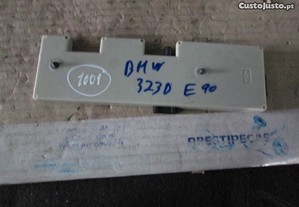 CustoJusto.pt
1001
BMW
323D E90
PRESTIPEÇAS